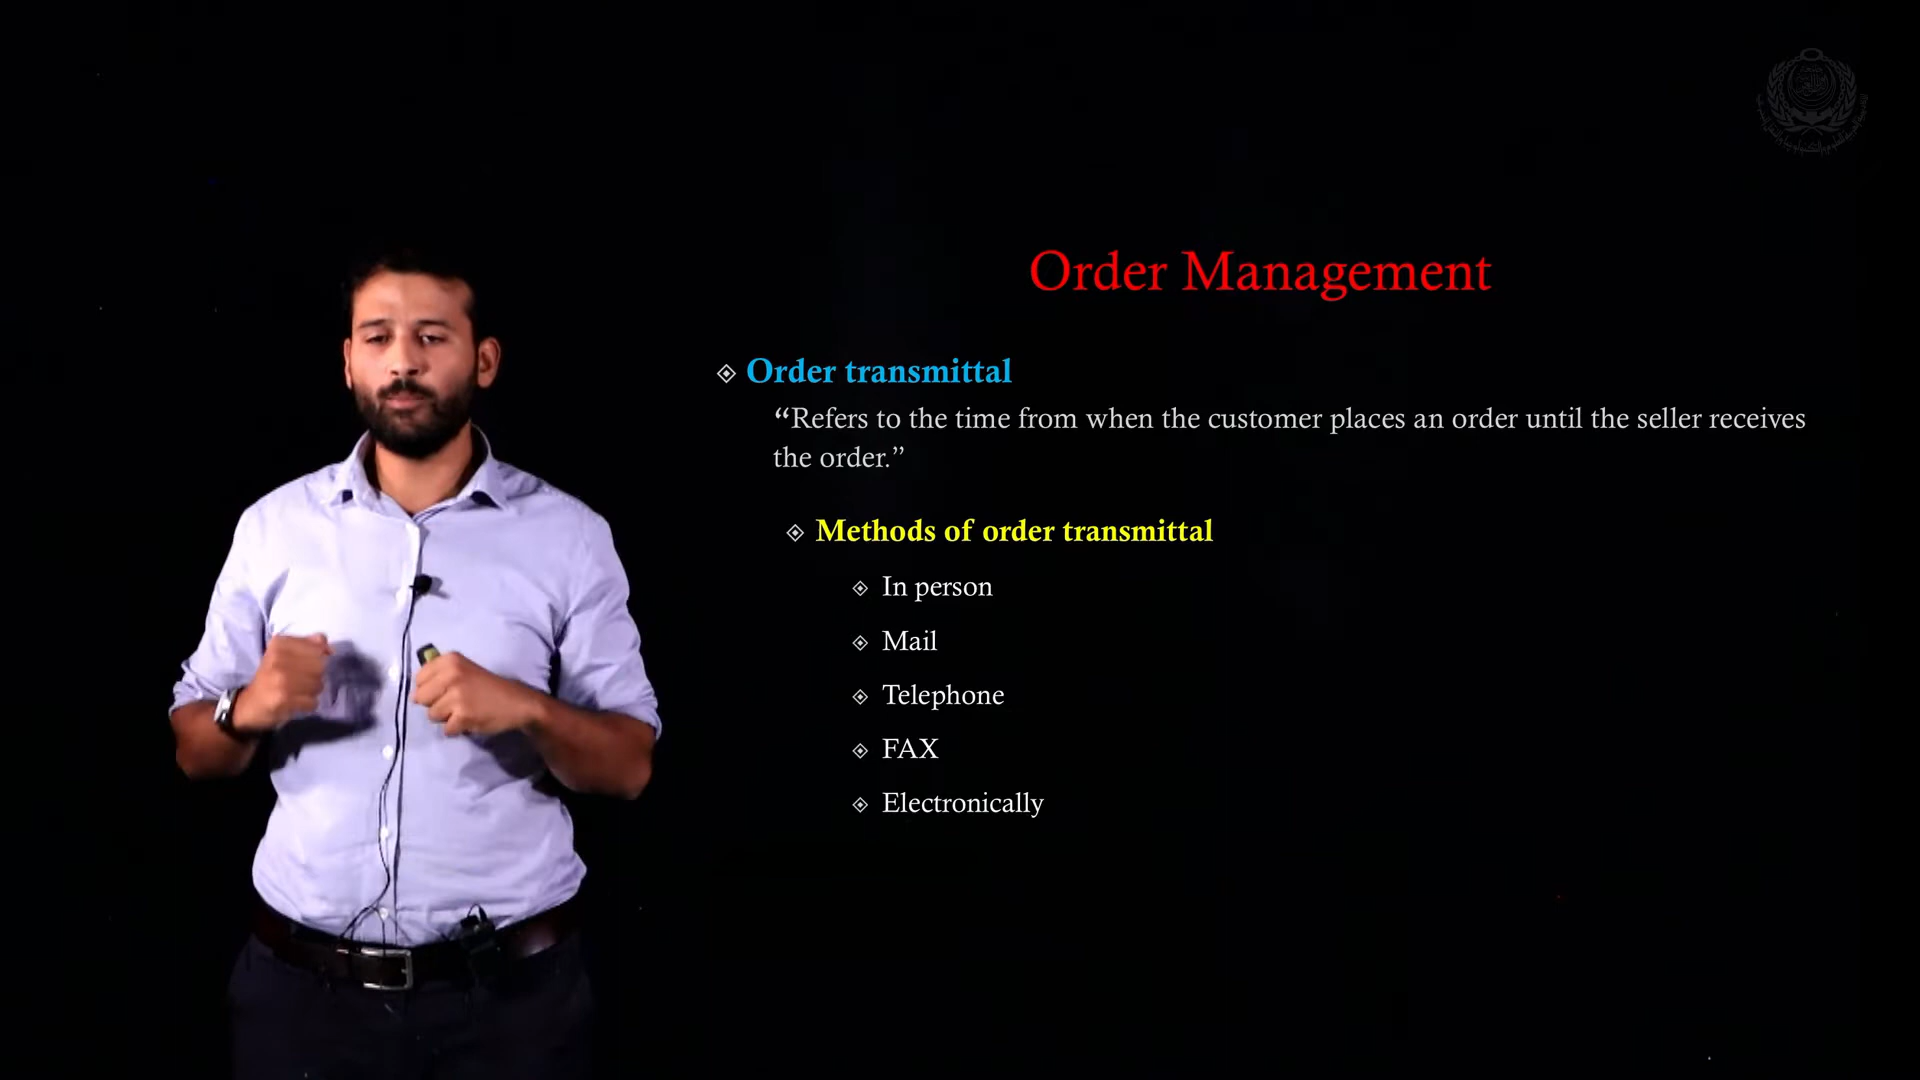 Order Management
Order transmittal
“Refers to the time from when the customer places an order until the seller receives
the order.”
Methods of order transmittal
In person
Mail
Telephone
FAX
Electronically